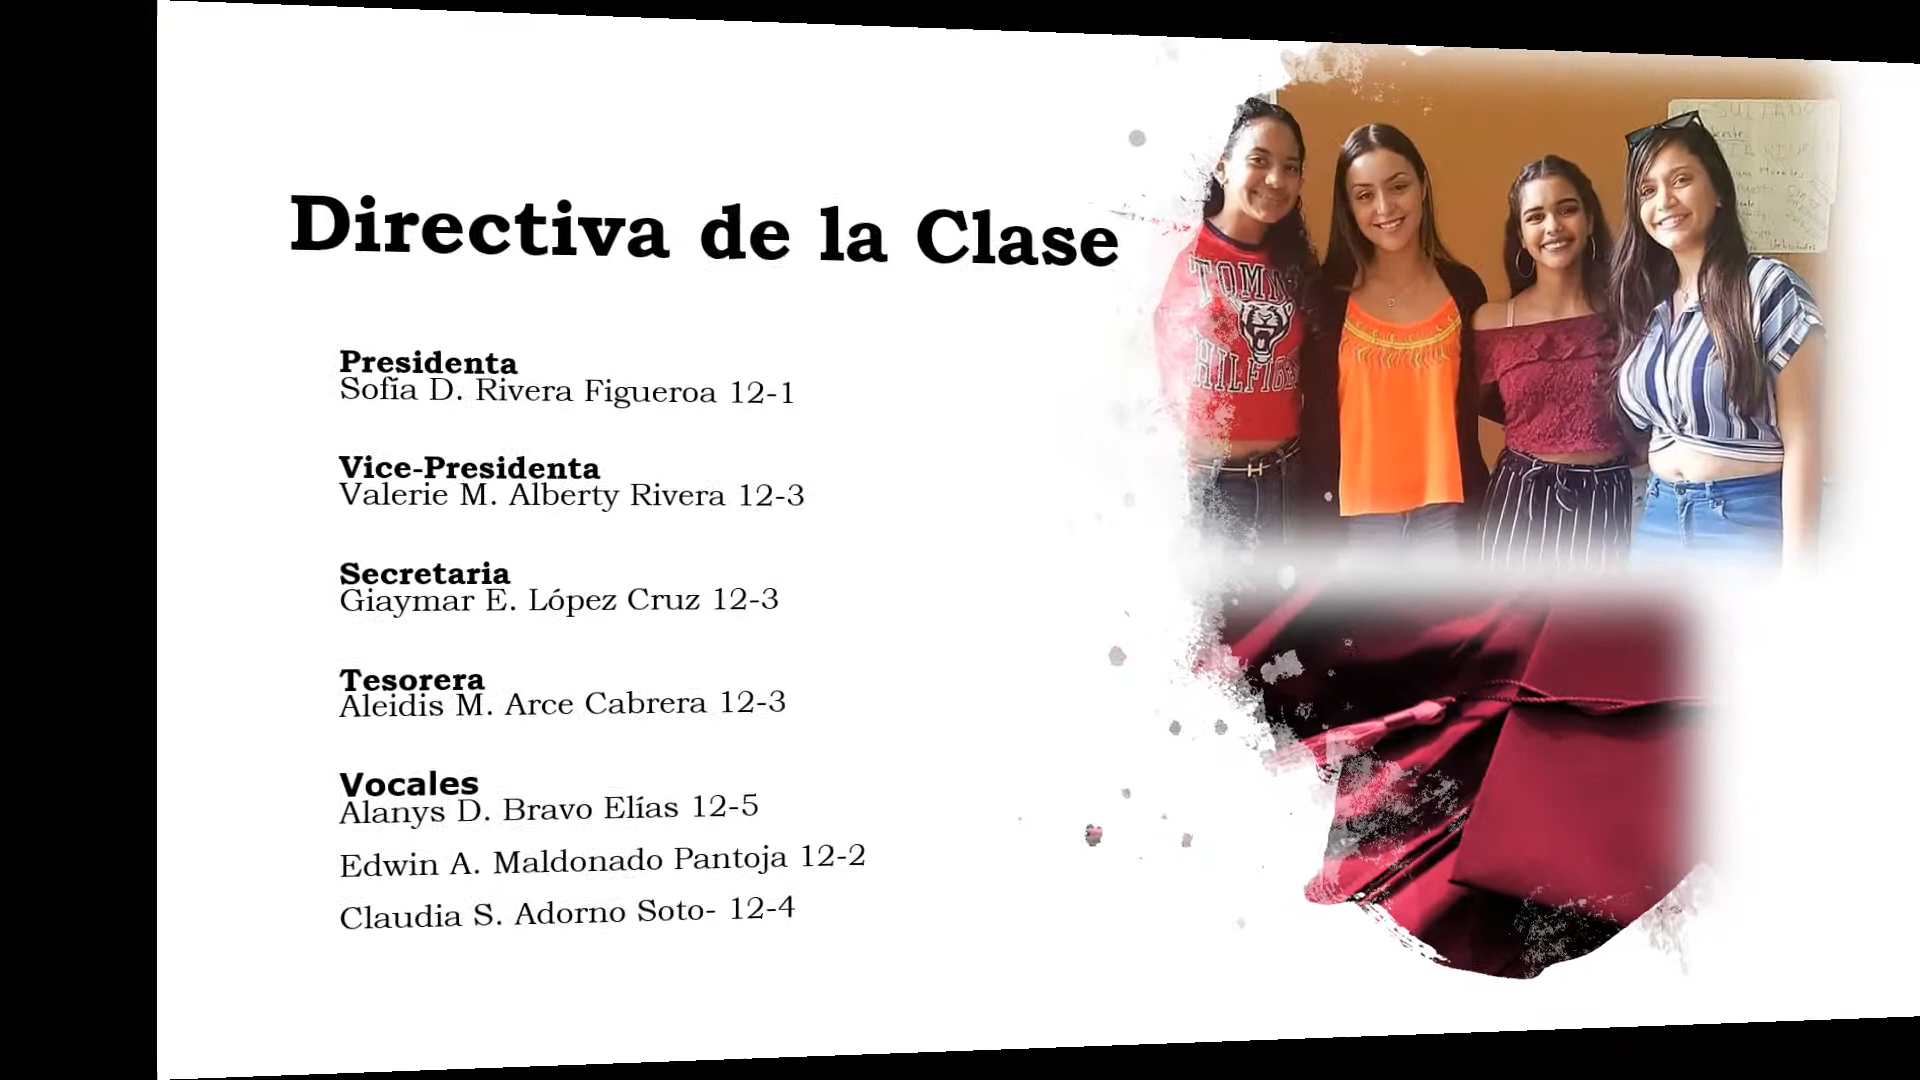 Directiva de la Clase
Presidenta
Sofía D. Rivera Figueroa 12-1
Vice-Presidenta
Valerie M. Alberty Rivera 12-3
Secretaria
Giaymar E. López Cruz 12-3
Tesorera
Aleidis M. Arce Cabrera 12-3
Vocales
Alanys D. Bravo Elías 12-5
Edwin A. Maldonado Pantoja 12-2
Claudia S. Adorno Soto- 12-4
TOMMY
HILFIGER